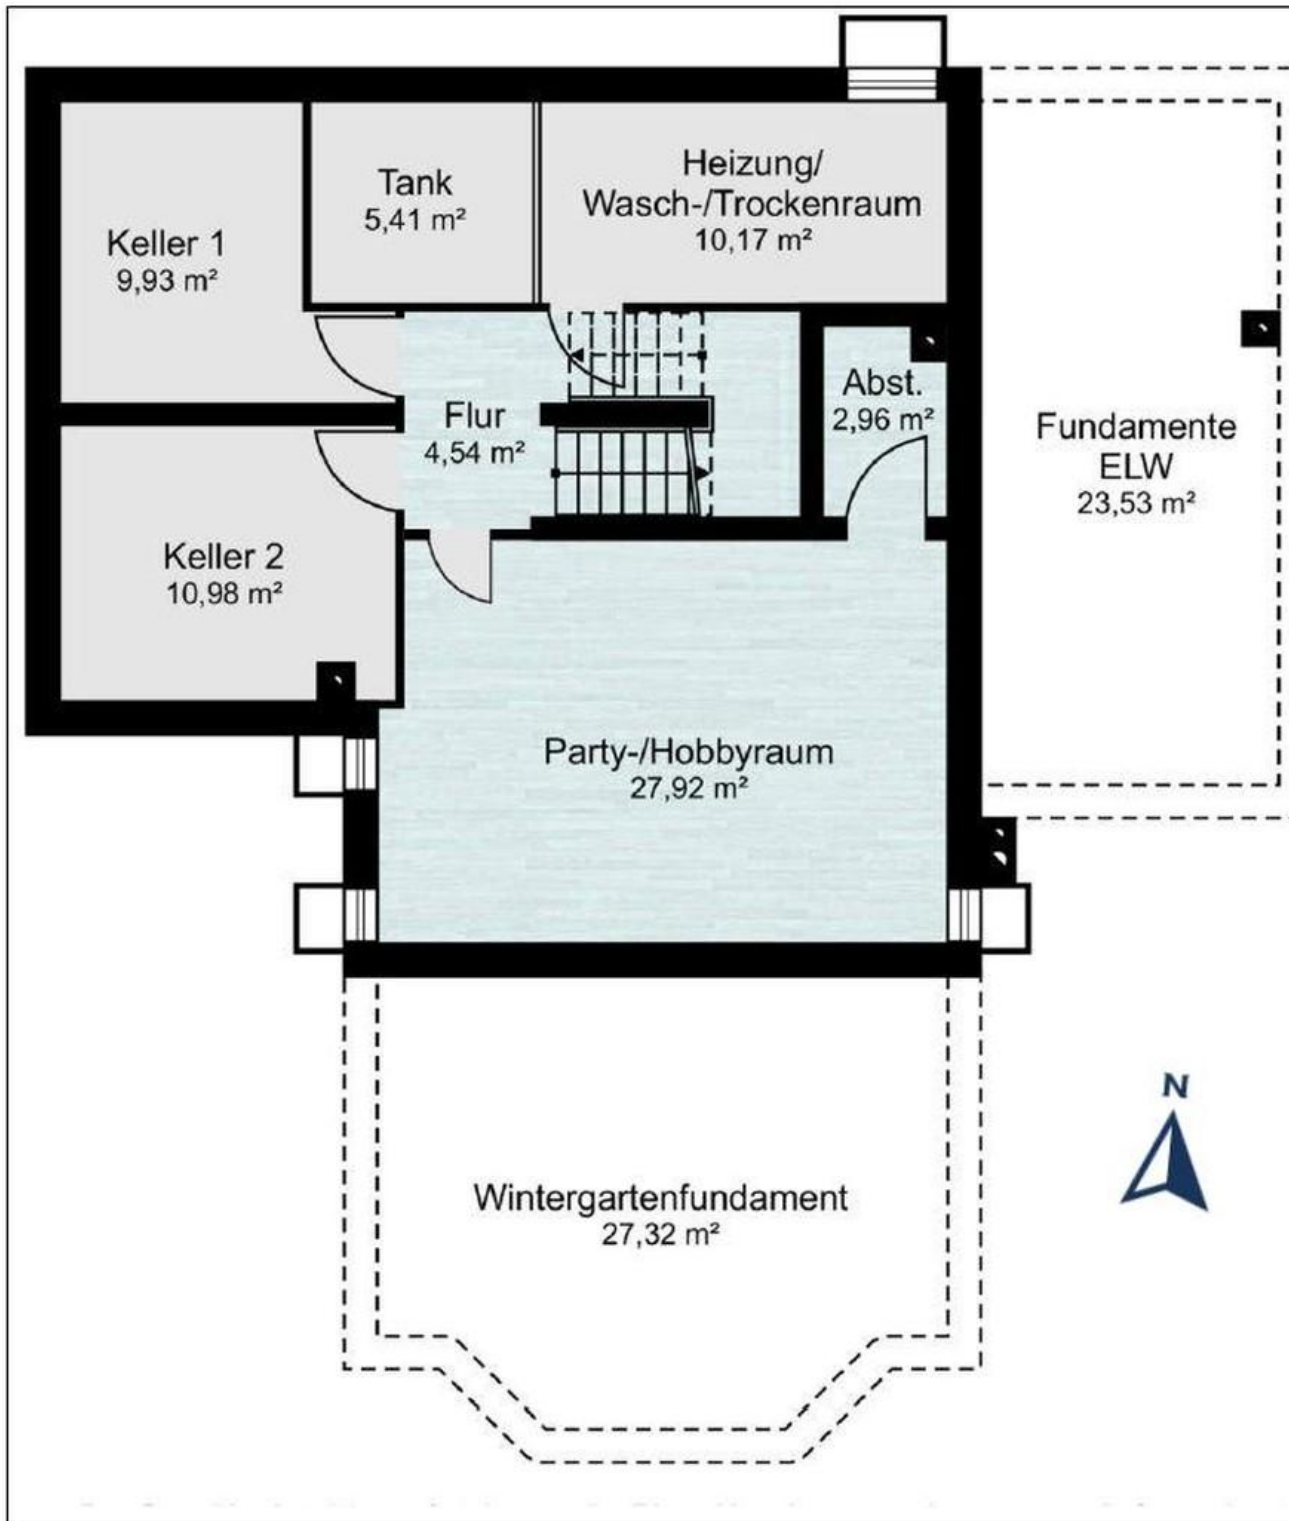 Heizung/
Wasch-/Trockenraum
10,17 m²
Tank
5,41 m²
Keller 1
9,93 m²
Abst.
2,96 m²
Flur
4,54 m²
Fundamente
ELW
23,53 m²
Keller 2
10,98 m²
Party-/Hobbyraum
27,92 m²
N
Wintergartenfundament
27,32 m²